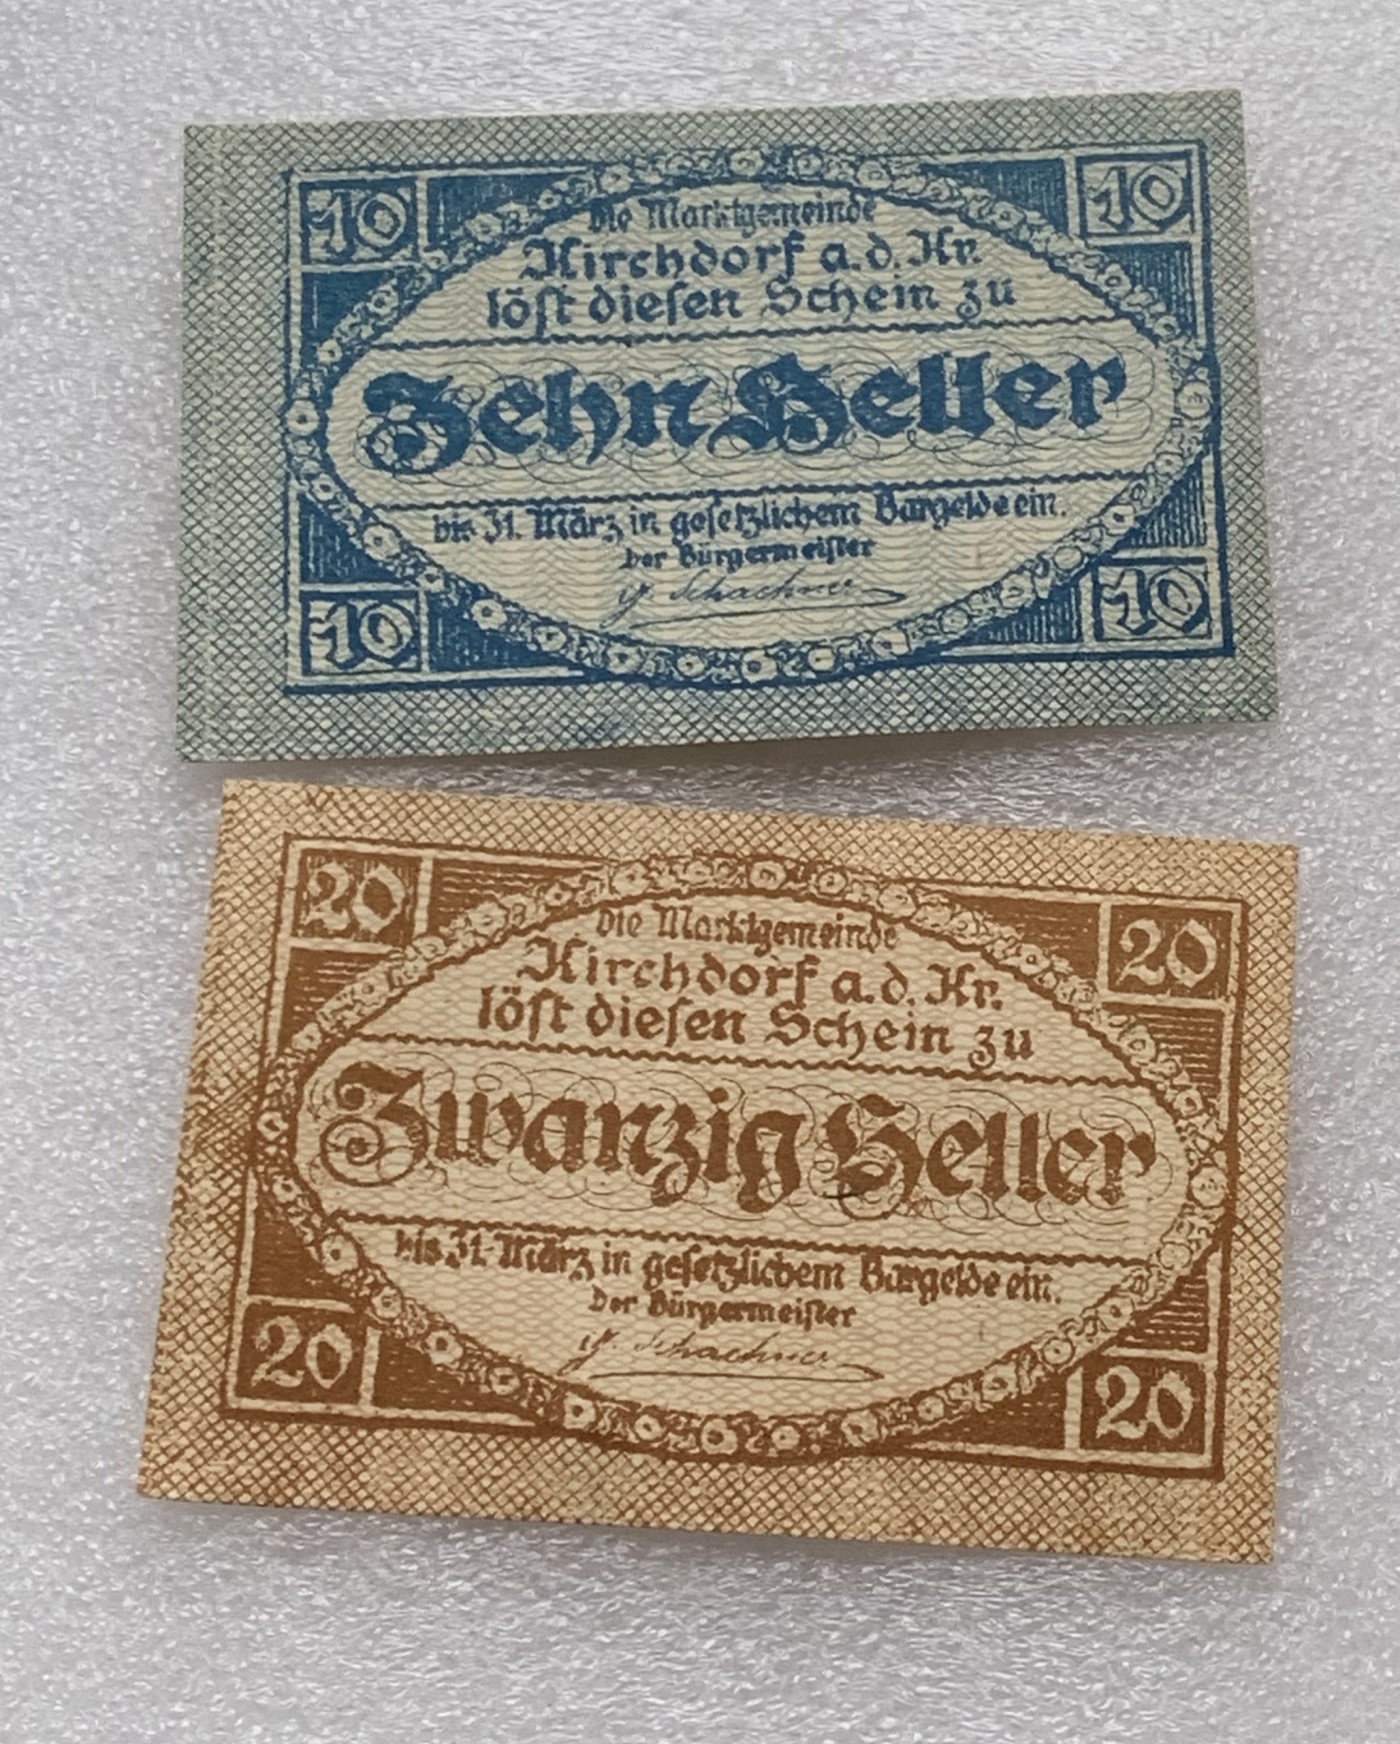 10 10
Die Marktgemeinde
Kirchdorf a.d. Kr.
löst diesen Schein zu
Zehn Heller
bis 31. März in gesetzlichem Bargelde ein.
Der Bürgermeister
Schachner
10 10
20 20
Die Marktgemeinde
Kirchdorf a.d. Kr.
löst diesen Schein zu
Zwanzig Heller
bis 31. März in gesetzlichem Bargelde ein.
Der Bürgermeister
Schachner
20 20